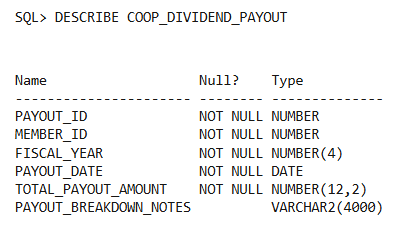 SQL> DESCRIBE COOP_DIVIDEND_PAYOUT
Name                   Null?    Type
---------------------- -------- --------------
PAYOUT_ID              NOT NULL NUMBER
MEMBER_ID              NOT NULL NUMBER
FISCAL_YEAR            NOT NULL NUMBER(4)
PAYOUT_DATE            NOT NULL DATE
TOTAL_PAYOUT_AMOUNT    NOT NULL NUMBER(12,2)
PAYOUT_BREAKDOWN_NOTES          VARCHAR2(4000)